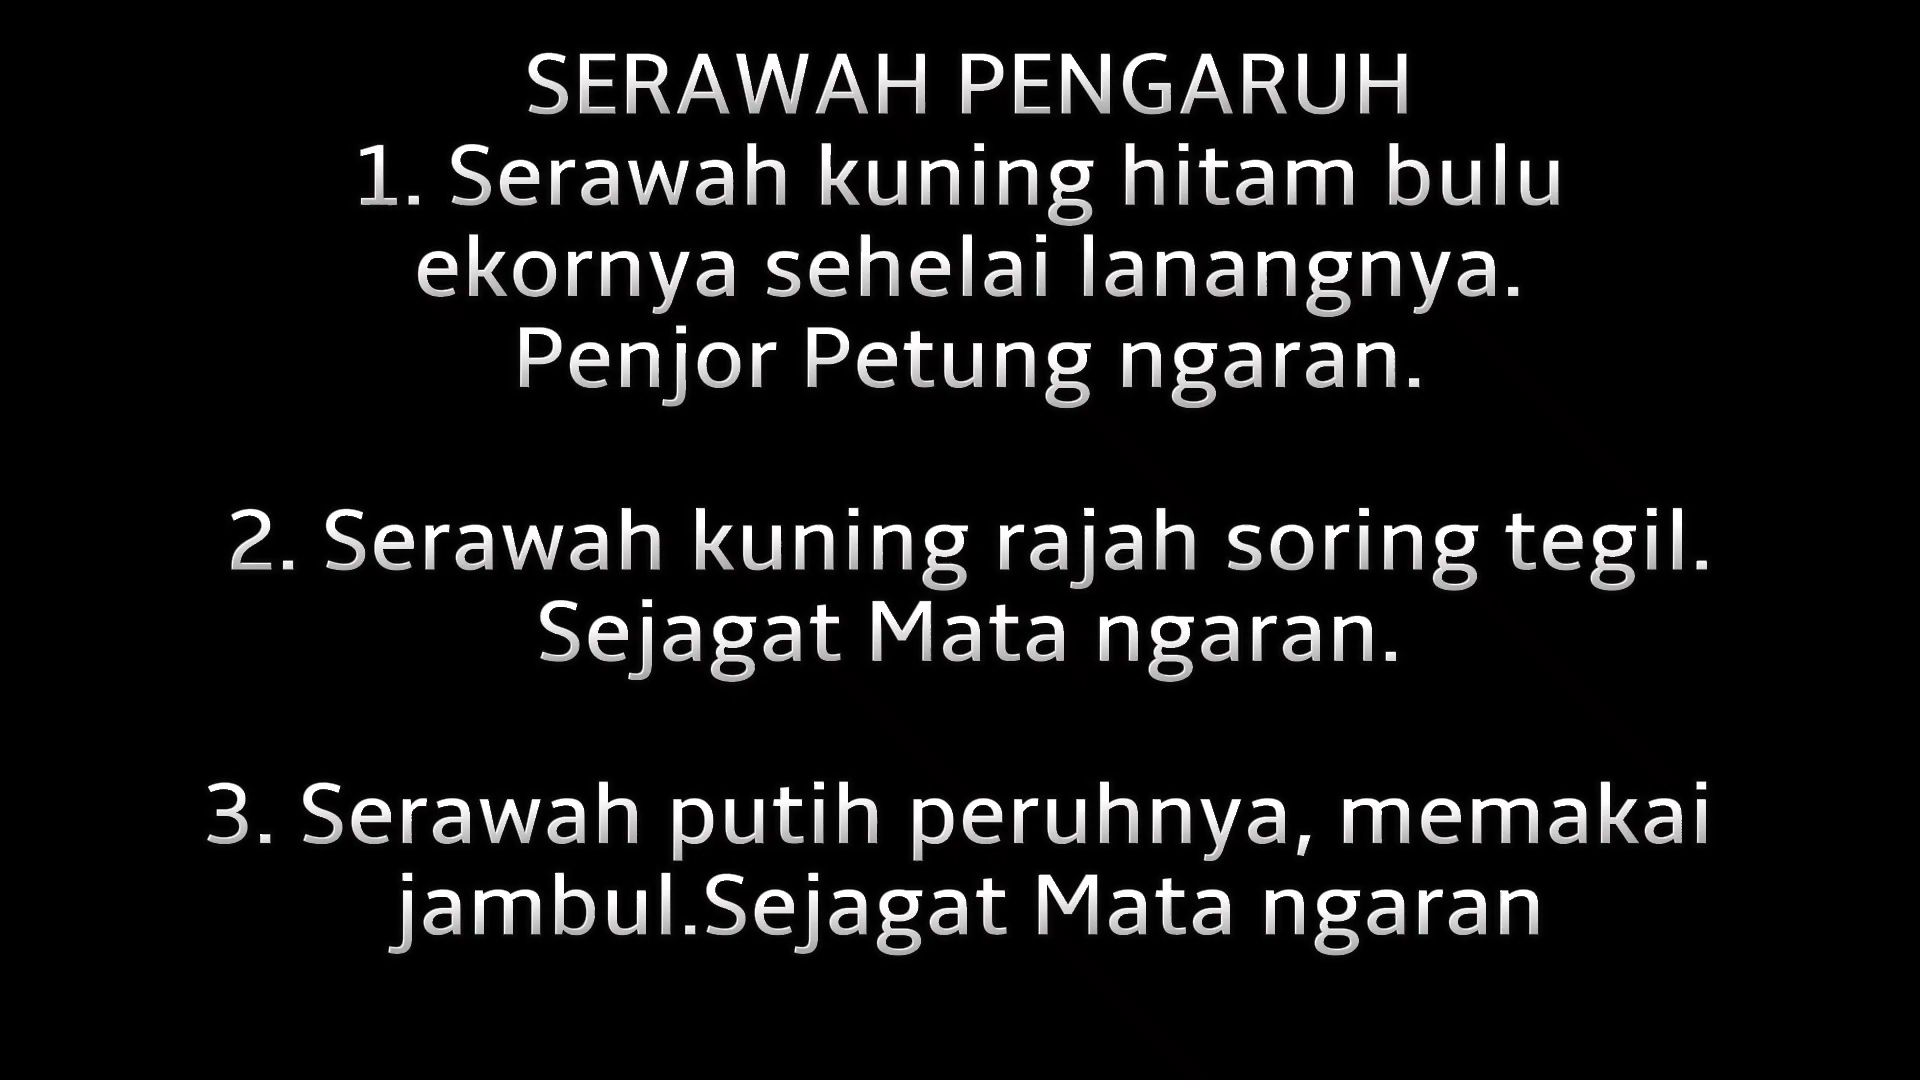 SERAWAH PENGARUH
1. Serawah kuning hitam bulu
ekornya sehelai lanangnya.
Penjor Petung ngaran.
2. Serawah kuning rajah soring tegil.
Sejagat Mata ngaran.
3. Serawah putih peruhnya, memakai
jambul.Sejagat Mata ngaran